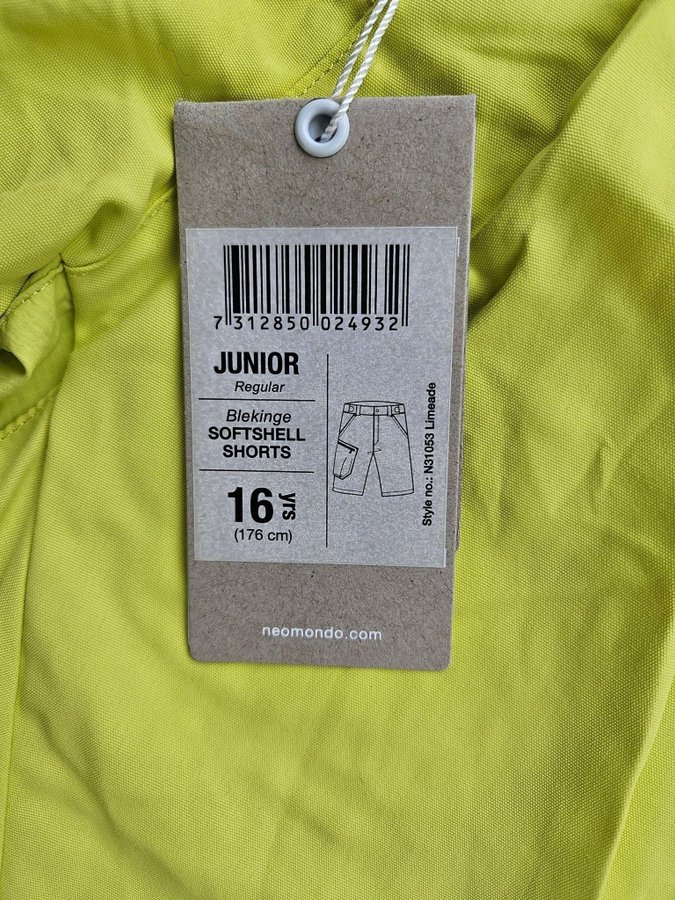 7 312850 024932
JUNIOR
Regular
Blekinge
SOFTSHELL
SHORTS
16 yrs
(176 cm)
Style no.: N31053 Limeade
neomondo.com